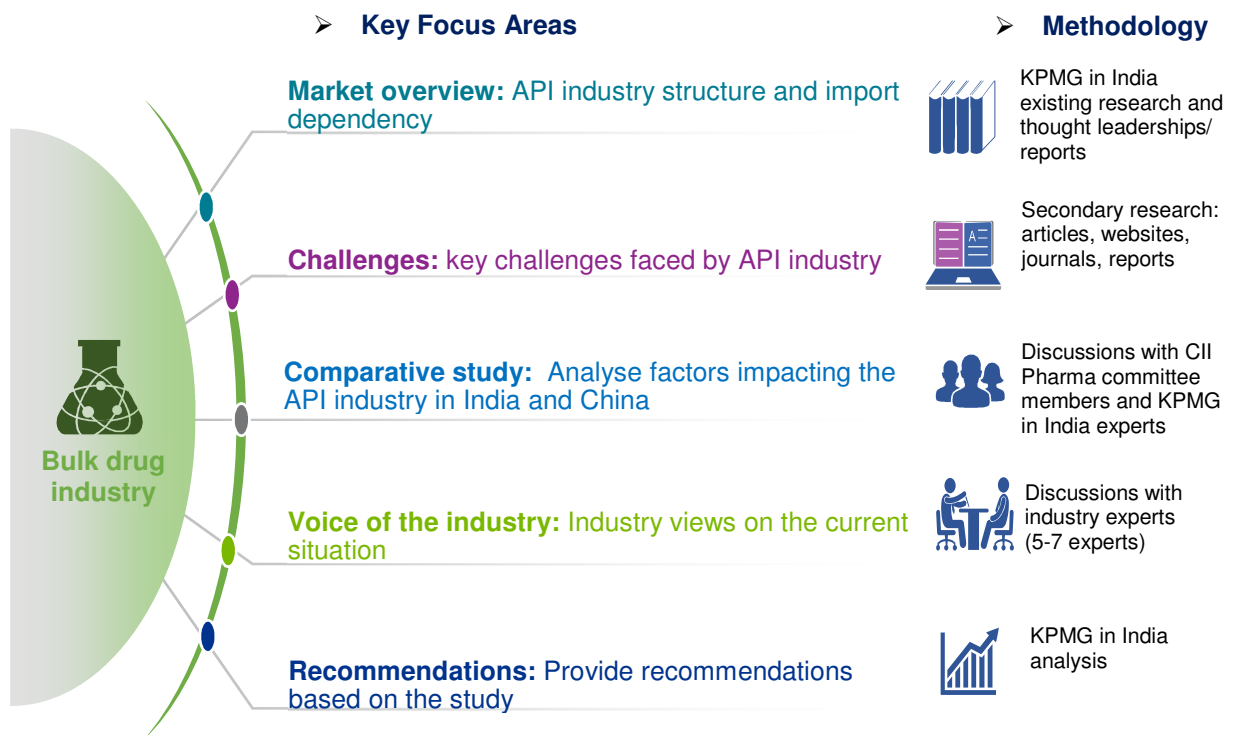 ➢ Key Focus Areas
➢ Methodology
Market overview: API industry structure and import
dependency
KPMG in India
existing research and
thought leaderships/
reports
Challenges: key challenges faced by API industry
Secondary research:
articles, websites,
journals, reports
Comparative study: Analyse factors impacting the
API industry in India and China
Discussions with CII
Pharma committee
members and KPMG
in India experts
Bulk drug
industry
Voice of the industry: Industry views on the current
situation
Discussions with
industry experts
(5-7 experts)
Recommendations: Provide recommendations
based on the study
KPMG in India
analysis